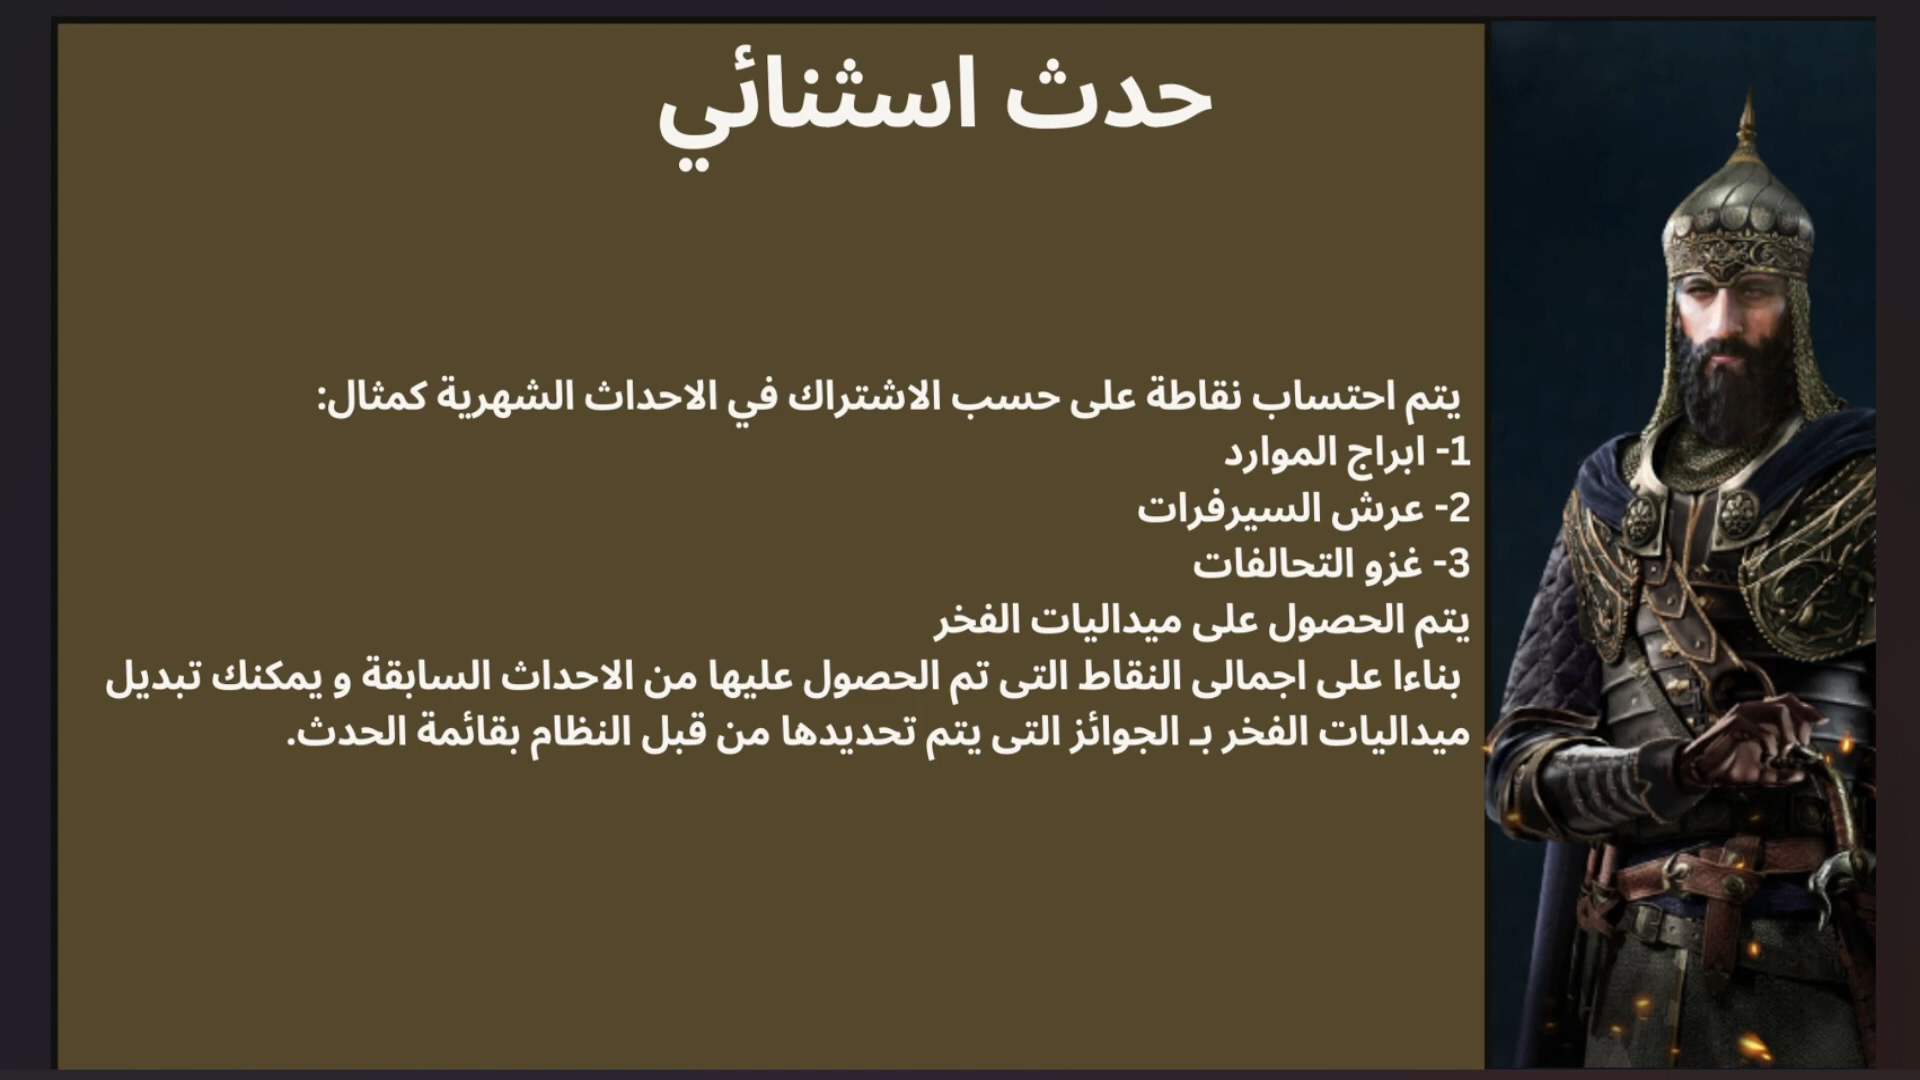 حدث اسثنائي
يتم احتساب نقاطة على حسب الاشتراك في الاحداث الشهرية كمثال:
1- ابراج الموارد
2- عرش السيرفرات
3- غزو التحالفات
يتم الحصول على ميداليات الفخر
بناءا على اجمالى النقاط التى تم الحصول عليها من الاحداث السابقة و يمكنك تبديل
ميداليات الفخر بـ الجوائز التى يتم تحديدها من قبل النظام بقائمة الحدث.